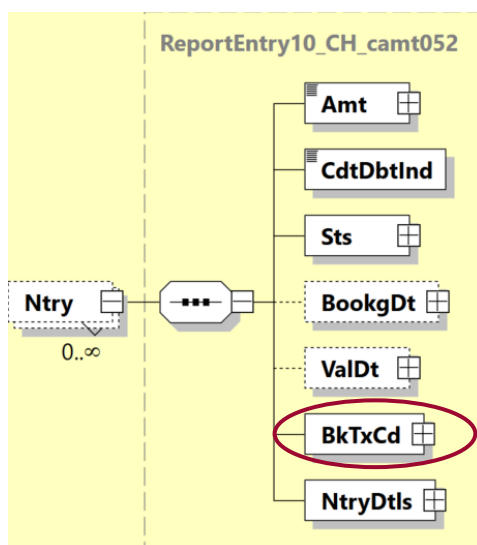 ReportEntry10_CH_camt052
Amt
CdtDbtInd
Sts
Ntry
0..∞
BookgDt
ValDt
BkTxCd
NtryDtls